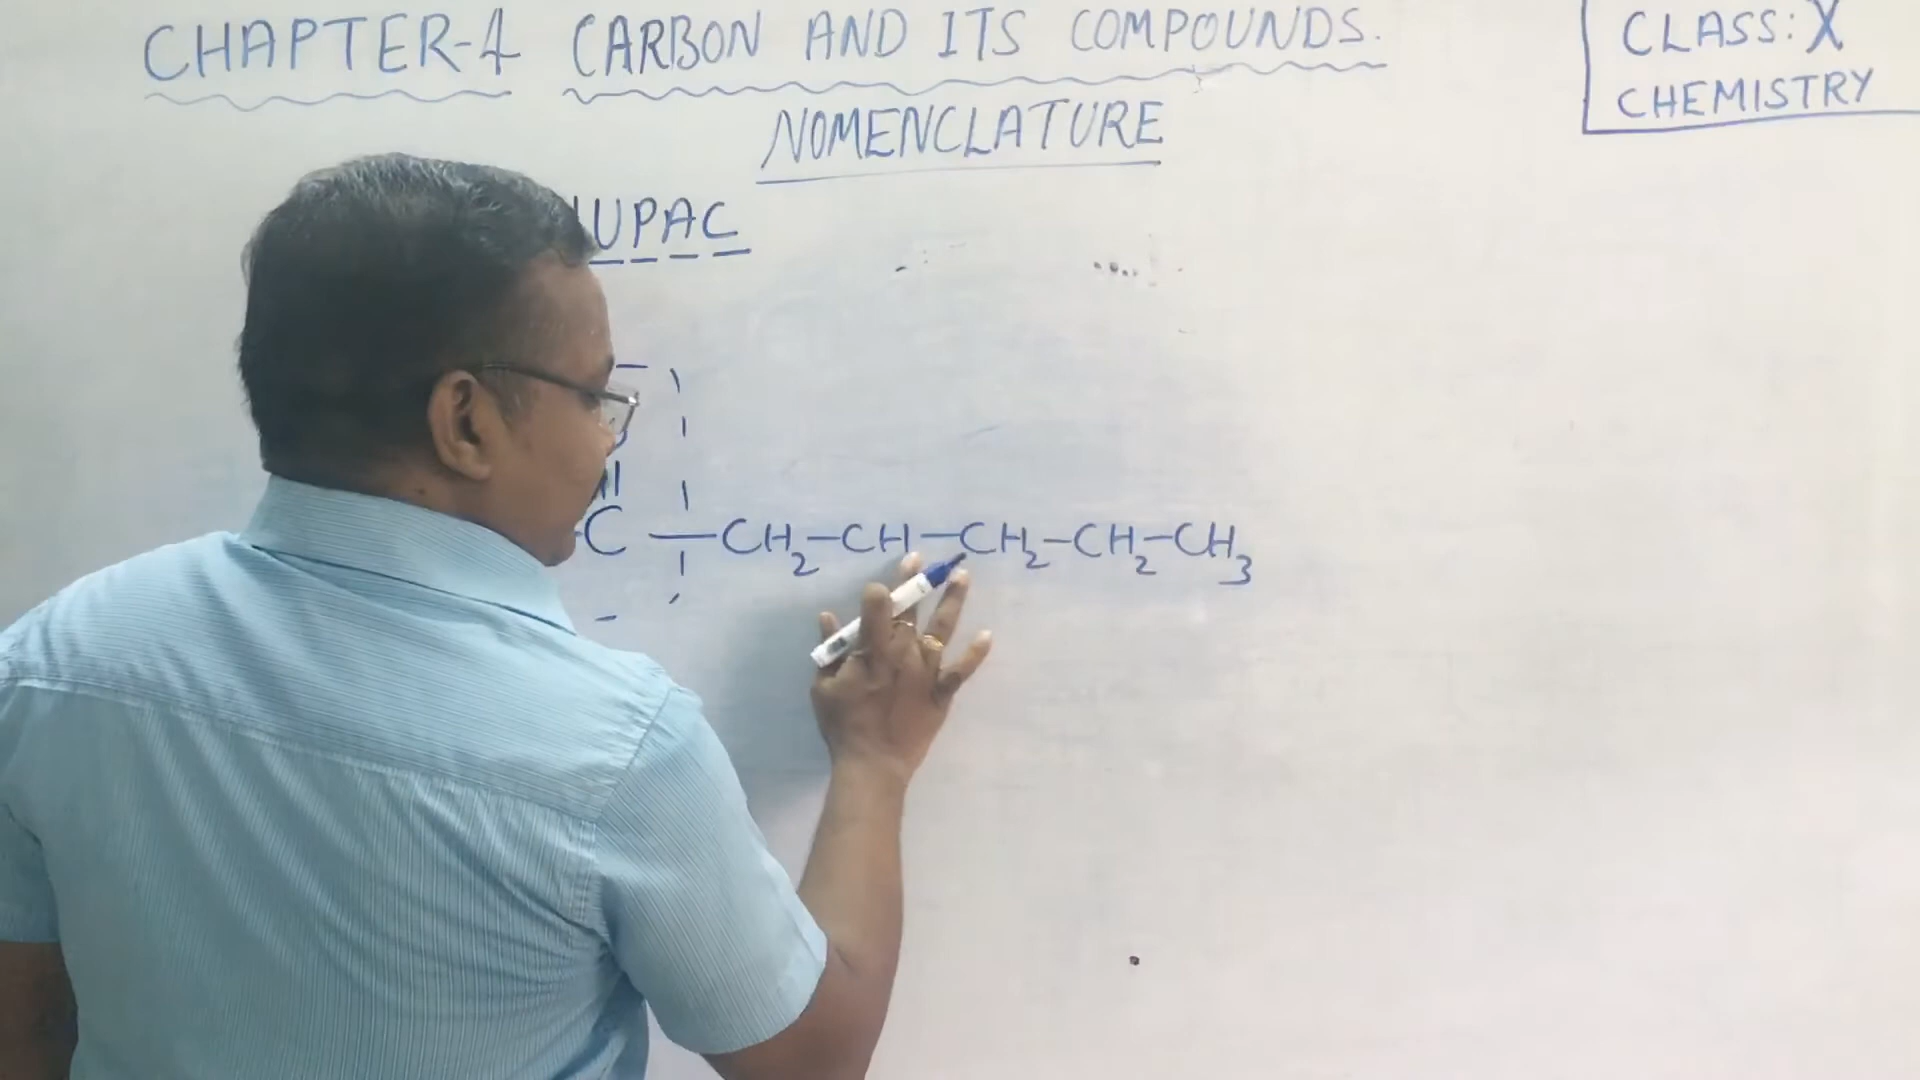 CHAPTER-4 CARBON AND ITS COMPOUNDS.
CLASS: X
CHEMISTRY
NOMENCLATURE
IUPAC
-C-CH₂-CH-CH₂-CH₂-CH₃